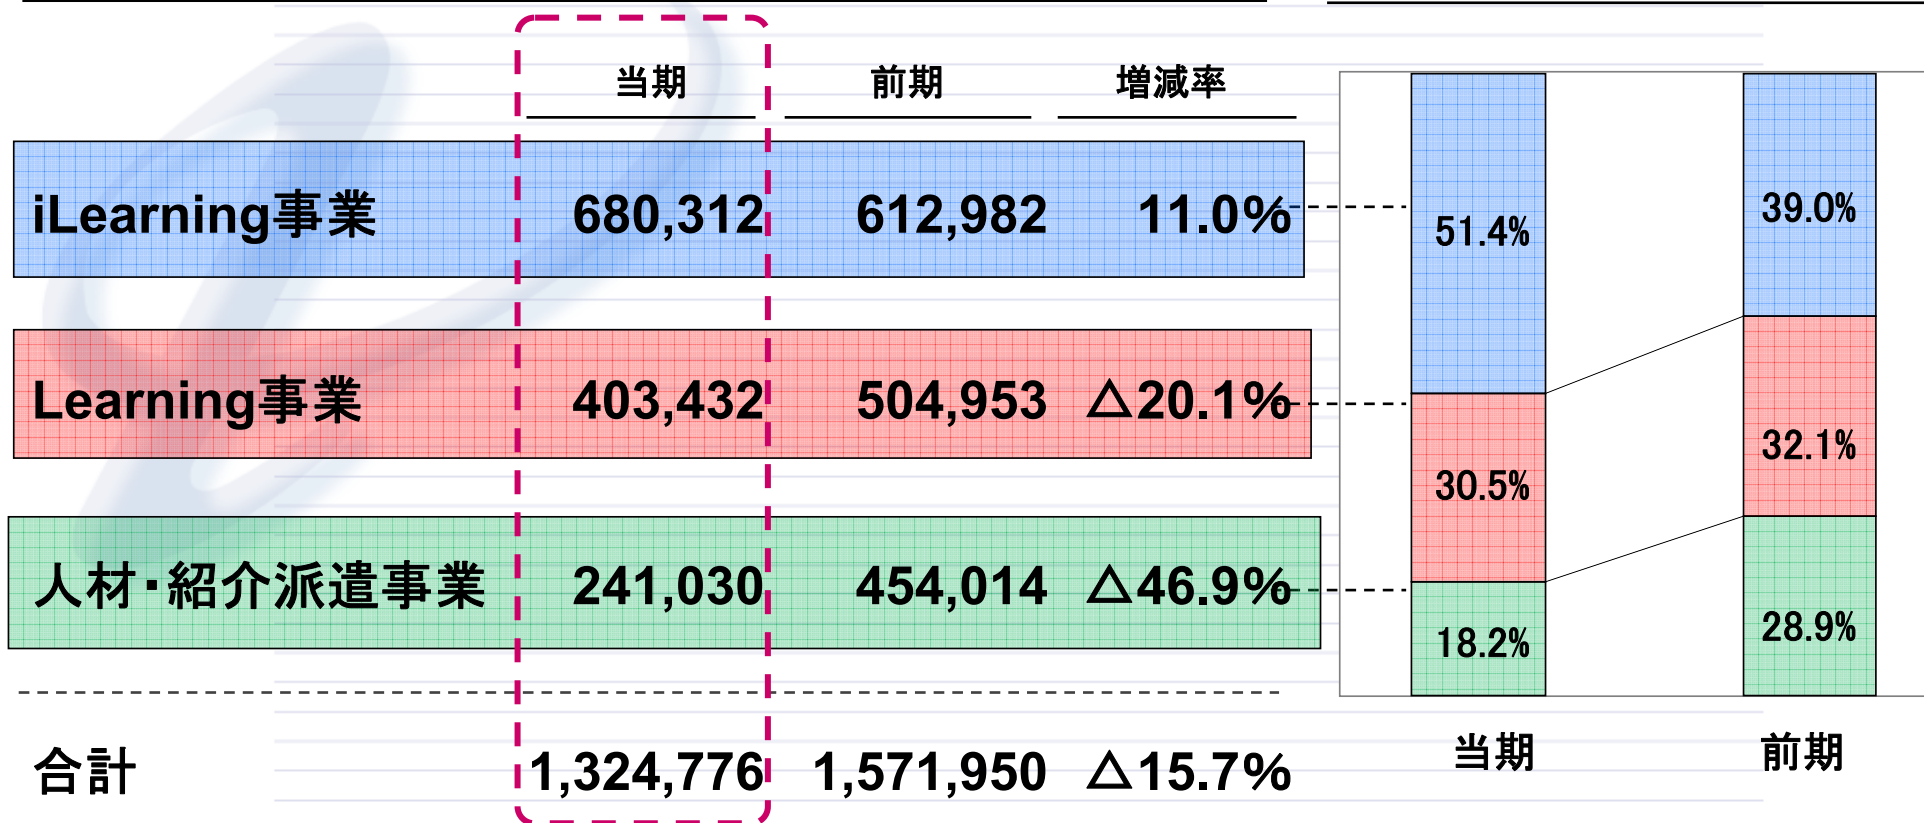 当期 前期 増減率
iLearning事業 680,312 612,982 11.0%
Learning事業 403,432 504,953 △20.1%
人材・紹介派遣事業 241,030 454,014 △46.9%
合計 1,324,776 1,571,950 △15.7%
51.4% 39.0%
30.5% 32.1%
18.2% 28.9%
当期 前期